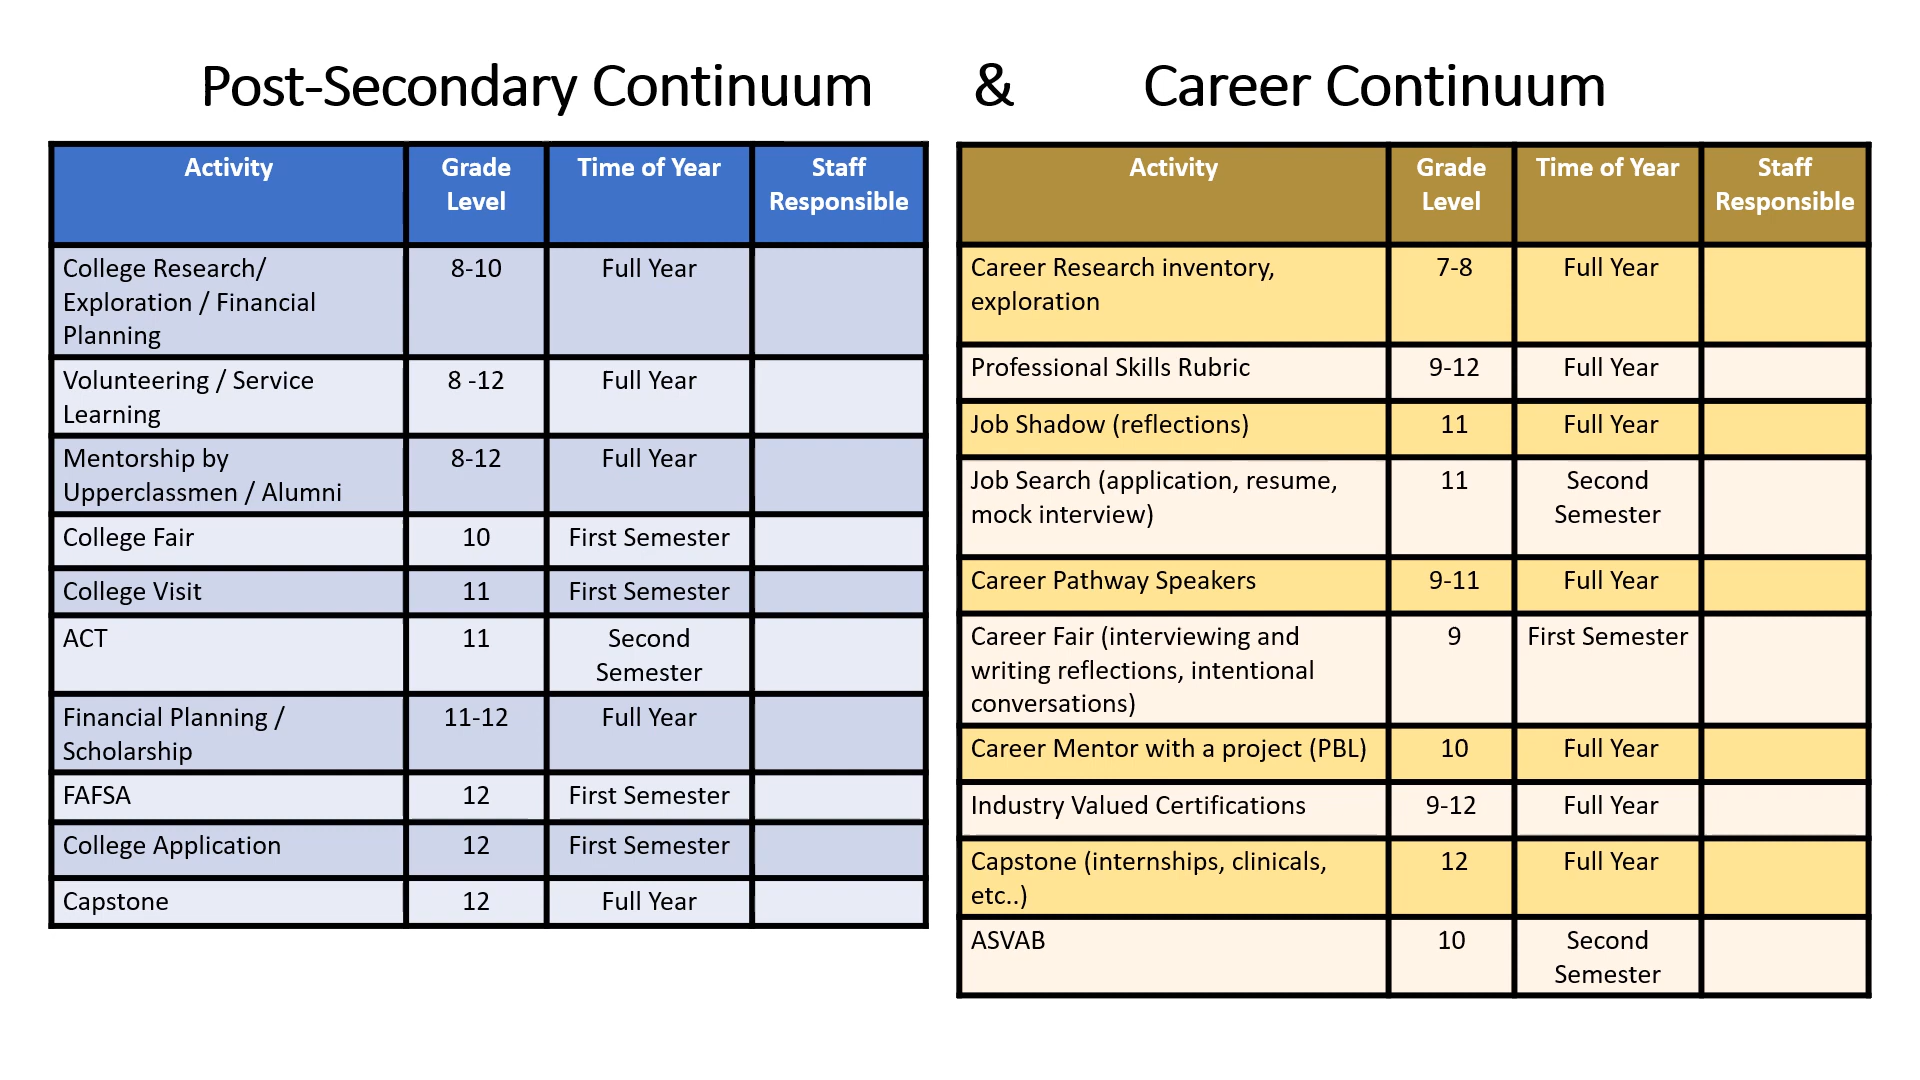 Post-Secondary Continuum & Career Continuum
Activity
Grade
Level
Time of Year
Staff
Responsible
College Research/
Exploration / Financial
Planning
8-10
Full Year
Volunteering / Service
Learning
8 -12
Full Year
Mentorship by
Upperclassmen / Alumni
8-12
Full Year
College Fair
10
First Semester
College Visit
11
First Semester
ACT
11
Second
Semester
Financial Planning /
Scholarship
11-12
Full Year
FAFSA
12
First Semester
College Application
12
First Semester
Capstone
12
Full Year
Activity
Grade
Level
Time of Year
Staff
Responsible
Career Research inventory,
exploration
7-8
Full Year
Professional Skills Rubric
9-12
Full Year
Job Shadow (reflections)
11
Full Year
Job Search (application, resume,
mock interview)
11
Second
Semester
Career Pathway Speakers
9-11
Full Year
Career Fair (interviewing and
writing reflections, intentional
conversations)
9
First Semester
Career Mentor with a project (PBL)
10
Full Year
Industry Valued Certifications
9-12
Full Year
Capstone (internships, clinicals,
etc..)
12
Full Year
ASVAB
10
Second
Semester